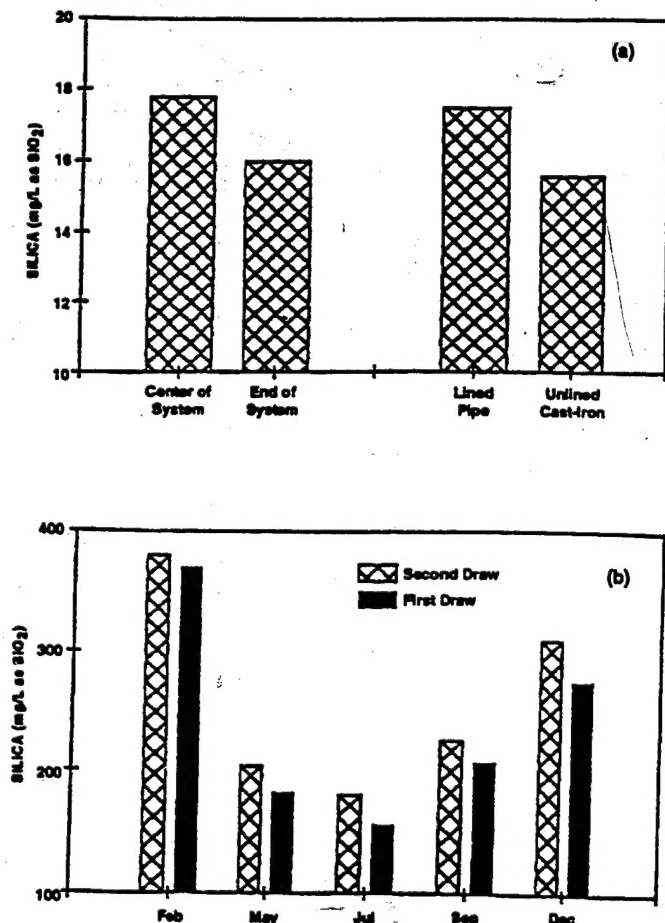 20
(a)
18
16
14
12
10
SILICA (mg/L as SiO2)
Center of
System
End of
System
Lined
Pipe
Unlined
Cast-Iron
400
(b)
Second Draw
First Draw
300
200
100
SILICA (mg/L as SiO2)
Feb
May
Jul
Sep
Dec